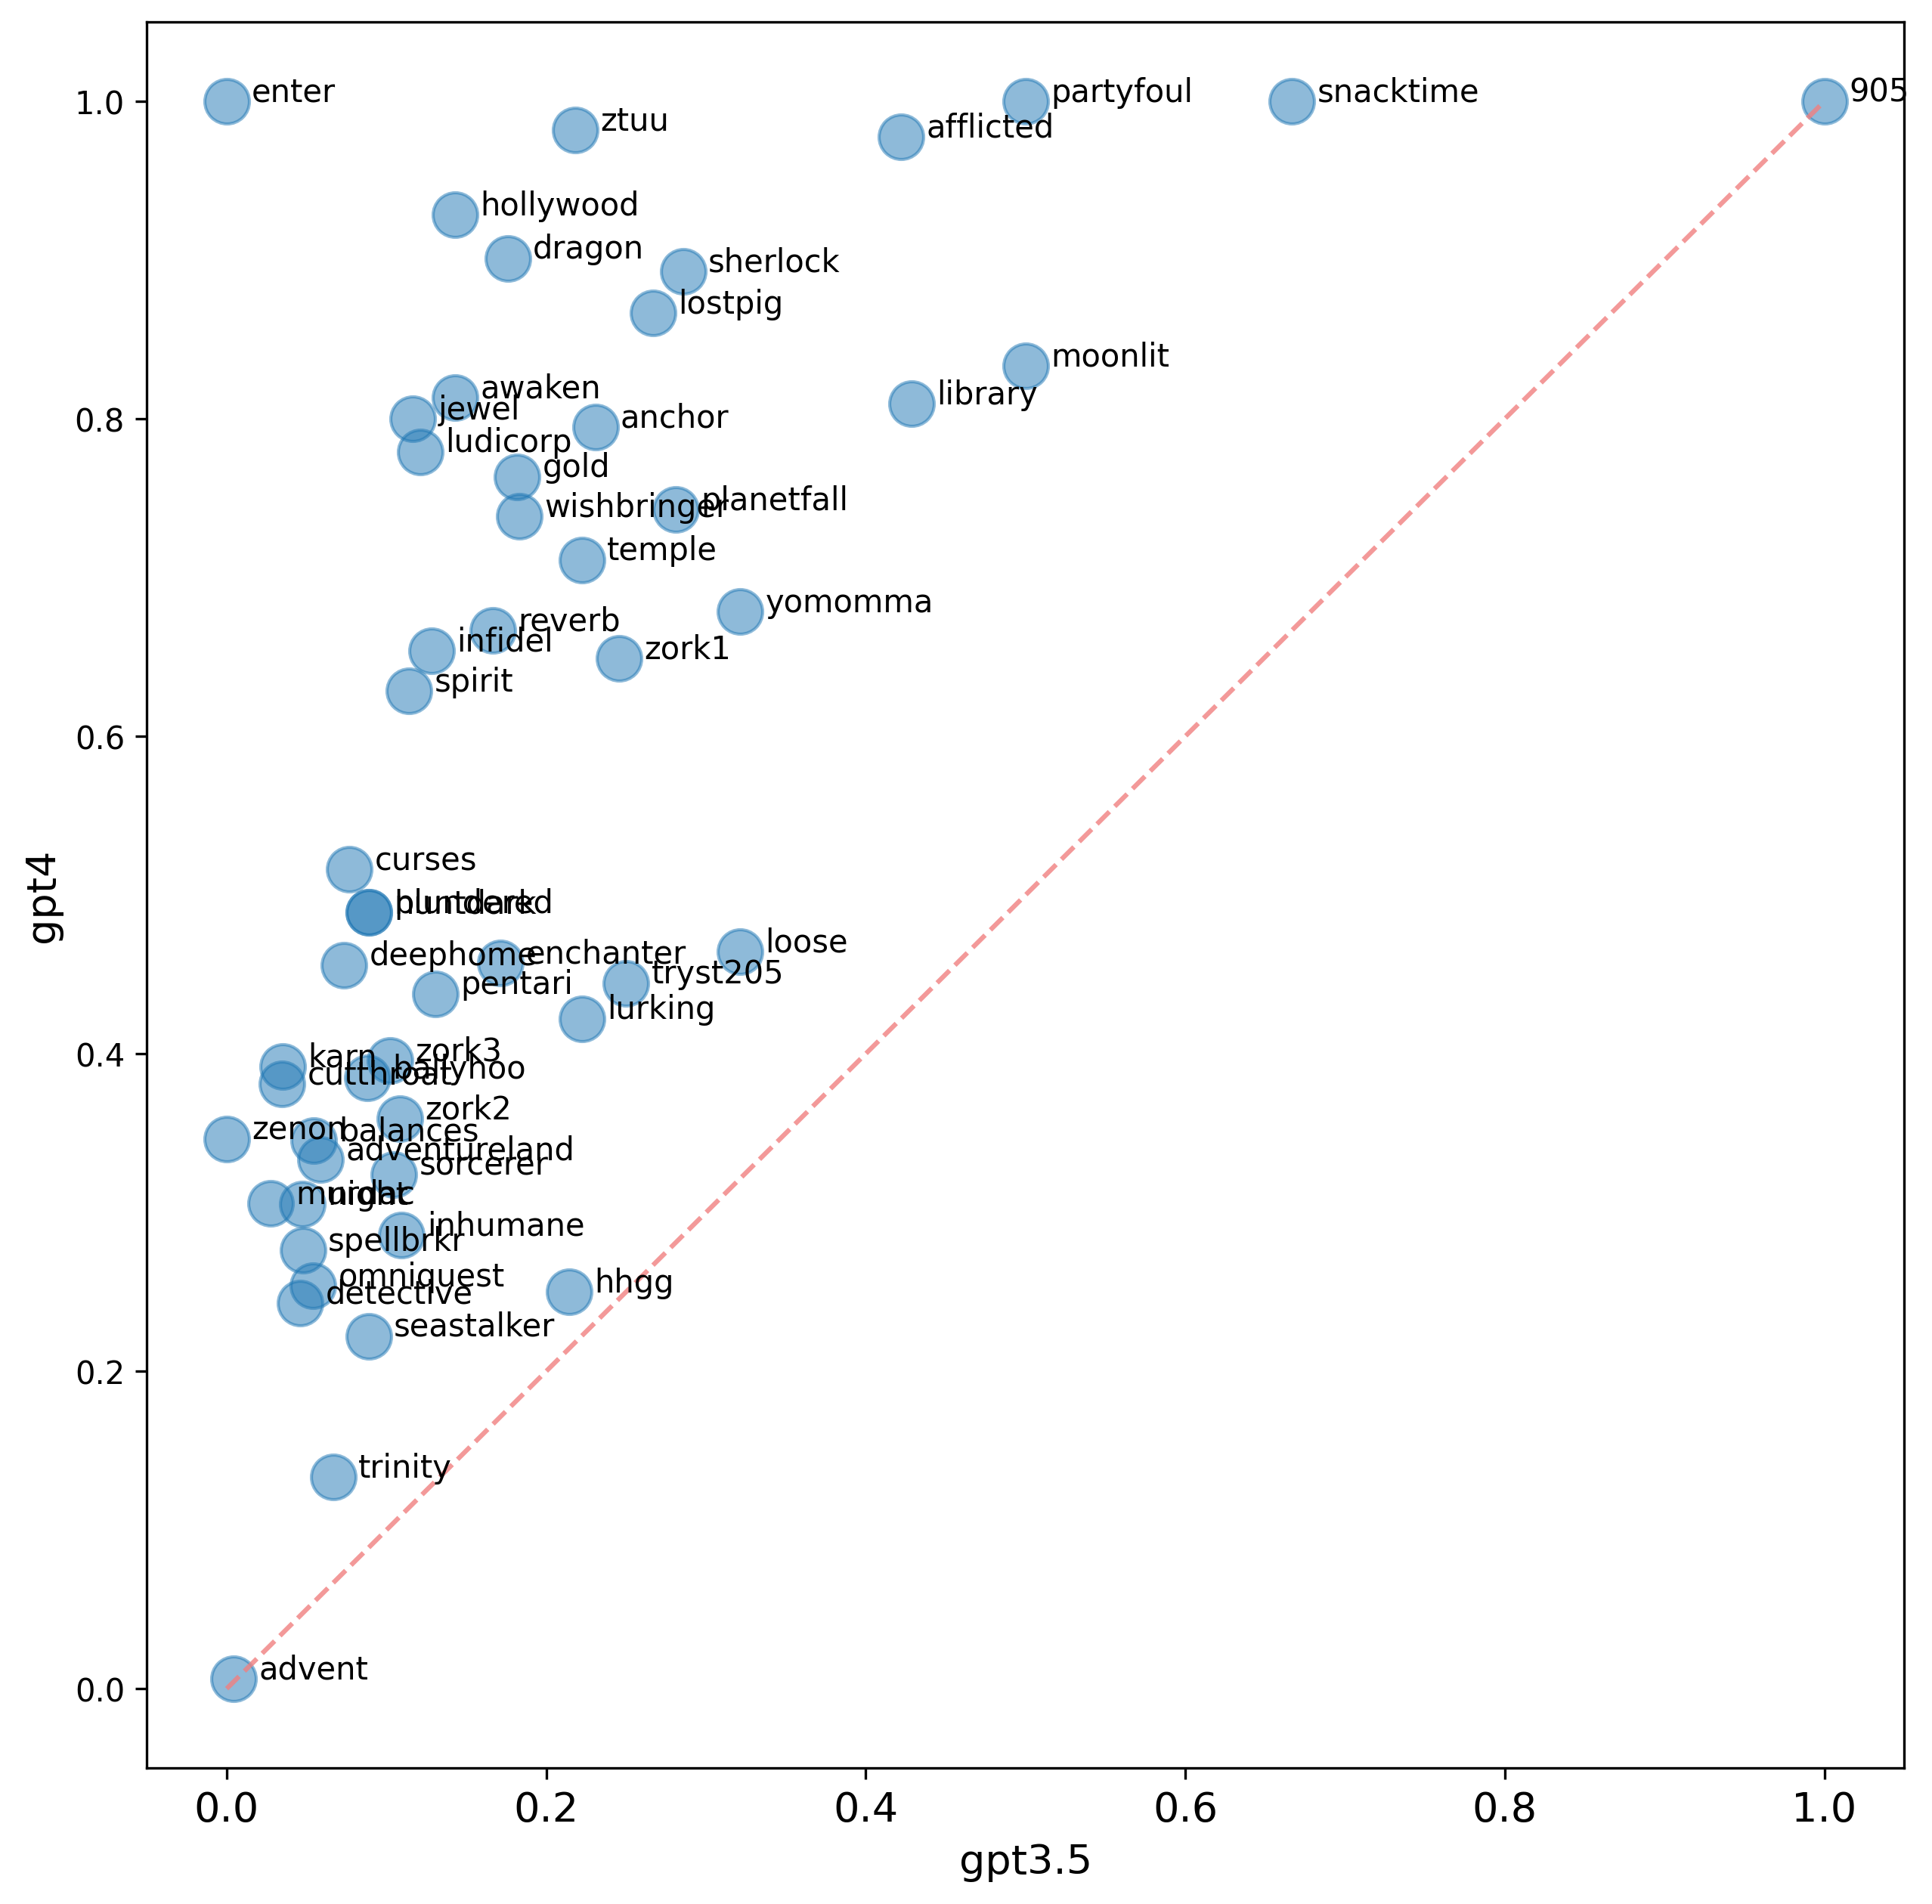 1.0
enter
partyfoul
snacktime
905
ztuu
afflicted
hollywood
dragon
sherlock
lostpig
moonlit
awaken
library
0.8
jewel
anchor
ludicorp
gold
wishbringer
planetfall
temple
yomomma
reverb
infidel
zork1
spirit
0.6
gpt4
curses
plundered
huntdark
deephome
enchanter
loose
tryst205
pentari
lurking
0.4
karn
zork3
cutthroat
ballyhoo
zork2
zenon
balances
adventureland
sorcerer
murdac
night
inhumane
spellbrkr
omniquest
hhgg
detective
seastalker
0.2
trinity
advent
0.0
0.0 0.2 0.4 0.6 0.8 1.0
gpt3.5